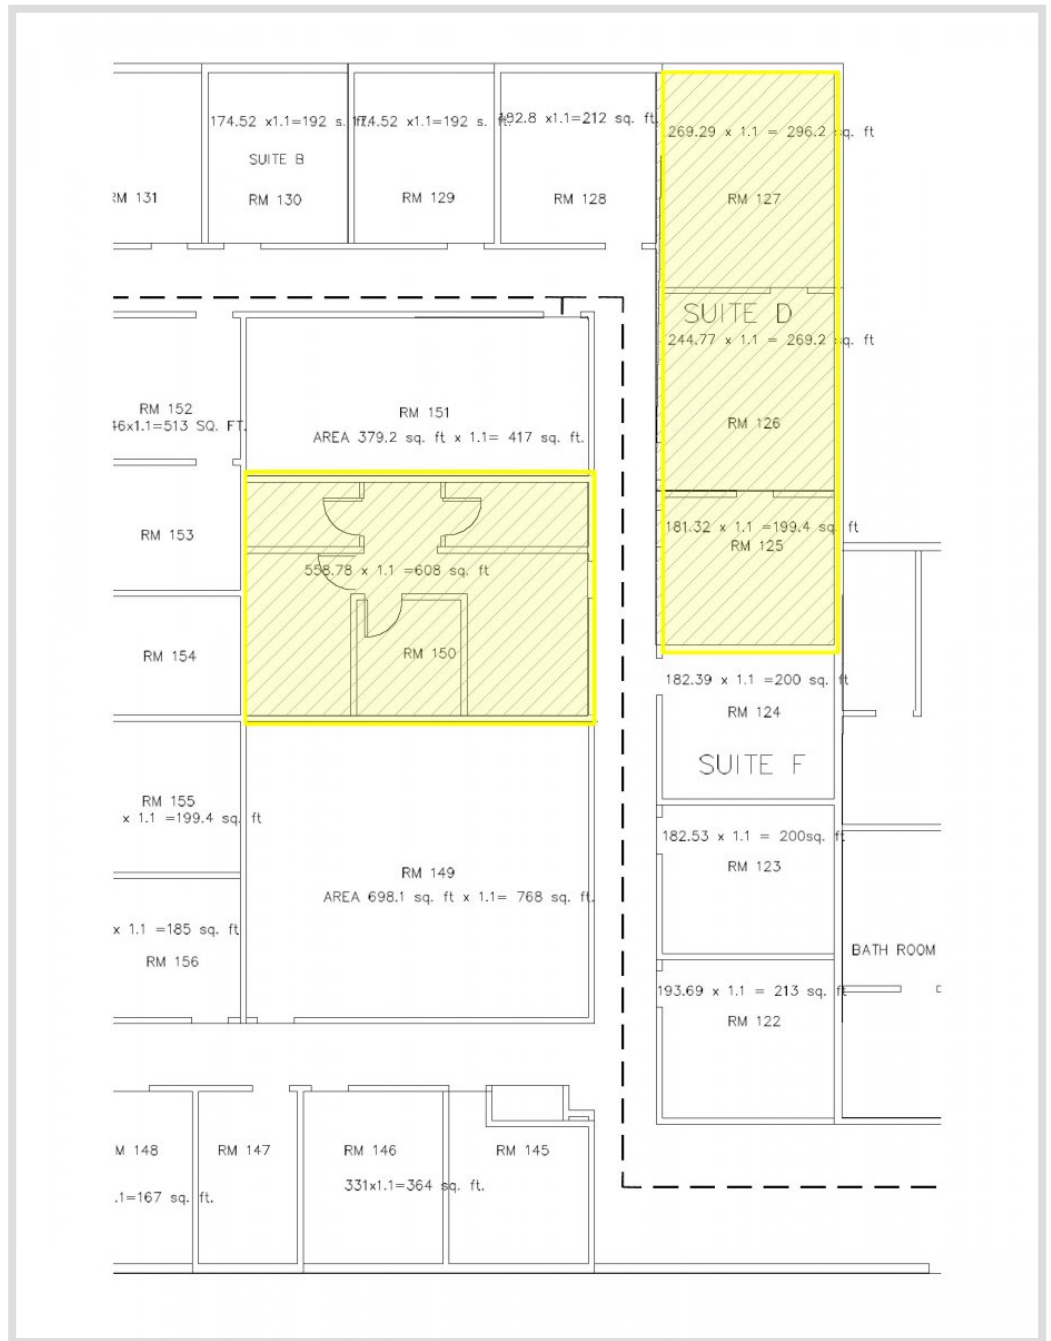 174.52 x1.1=192 s. ft.
174.52 x1.1=192 s. ft.
192.8 x1.1=212 sq. ft.
269.29 x 1.1 = 296.2 sq. ft
SUITE B
RM 131
RM 130
RM 129
RM 128
RM 127
SUITE D
244.77 x 1.1 = 269.2 sq. ft
RM 126
RM 152
46x1.1=513 SQ. FT.
RM 151
AREA 379.2 sq. ft x 1.1= 417 sq. ft.
RM 153
181.32 x 1.1 =199.4 sq. ft
RM 125
558.78 x 1.1 =608 sq. ft
RM 154
RM 150
182.39 x 1.1 =200 sq. ft
RM 124
SUITE F
RM 155
x 1.1 =199.4 sq. ft
182.53 x 1.1 = 200sq. ft
RM 123
RM 149
AREA 698.1 sq. ft x 1.1= 768 sq. ft.
x 1.1 =185 sq. ft
RM 156
BATH ROOM
193.69 x 1.1 = 213 sq. ft
RM 122
M 148
RM 147
RM 146
RM 145
.1=167 sq. ft.
331x1.1=364 sq. ft.